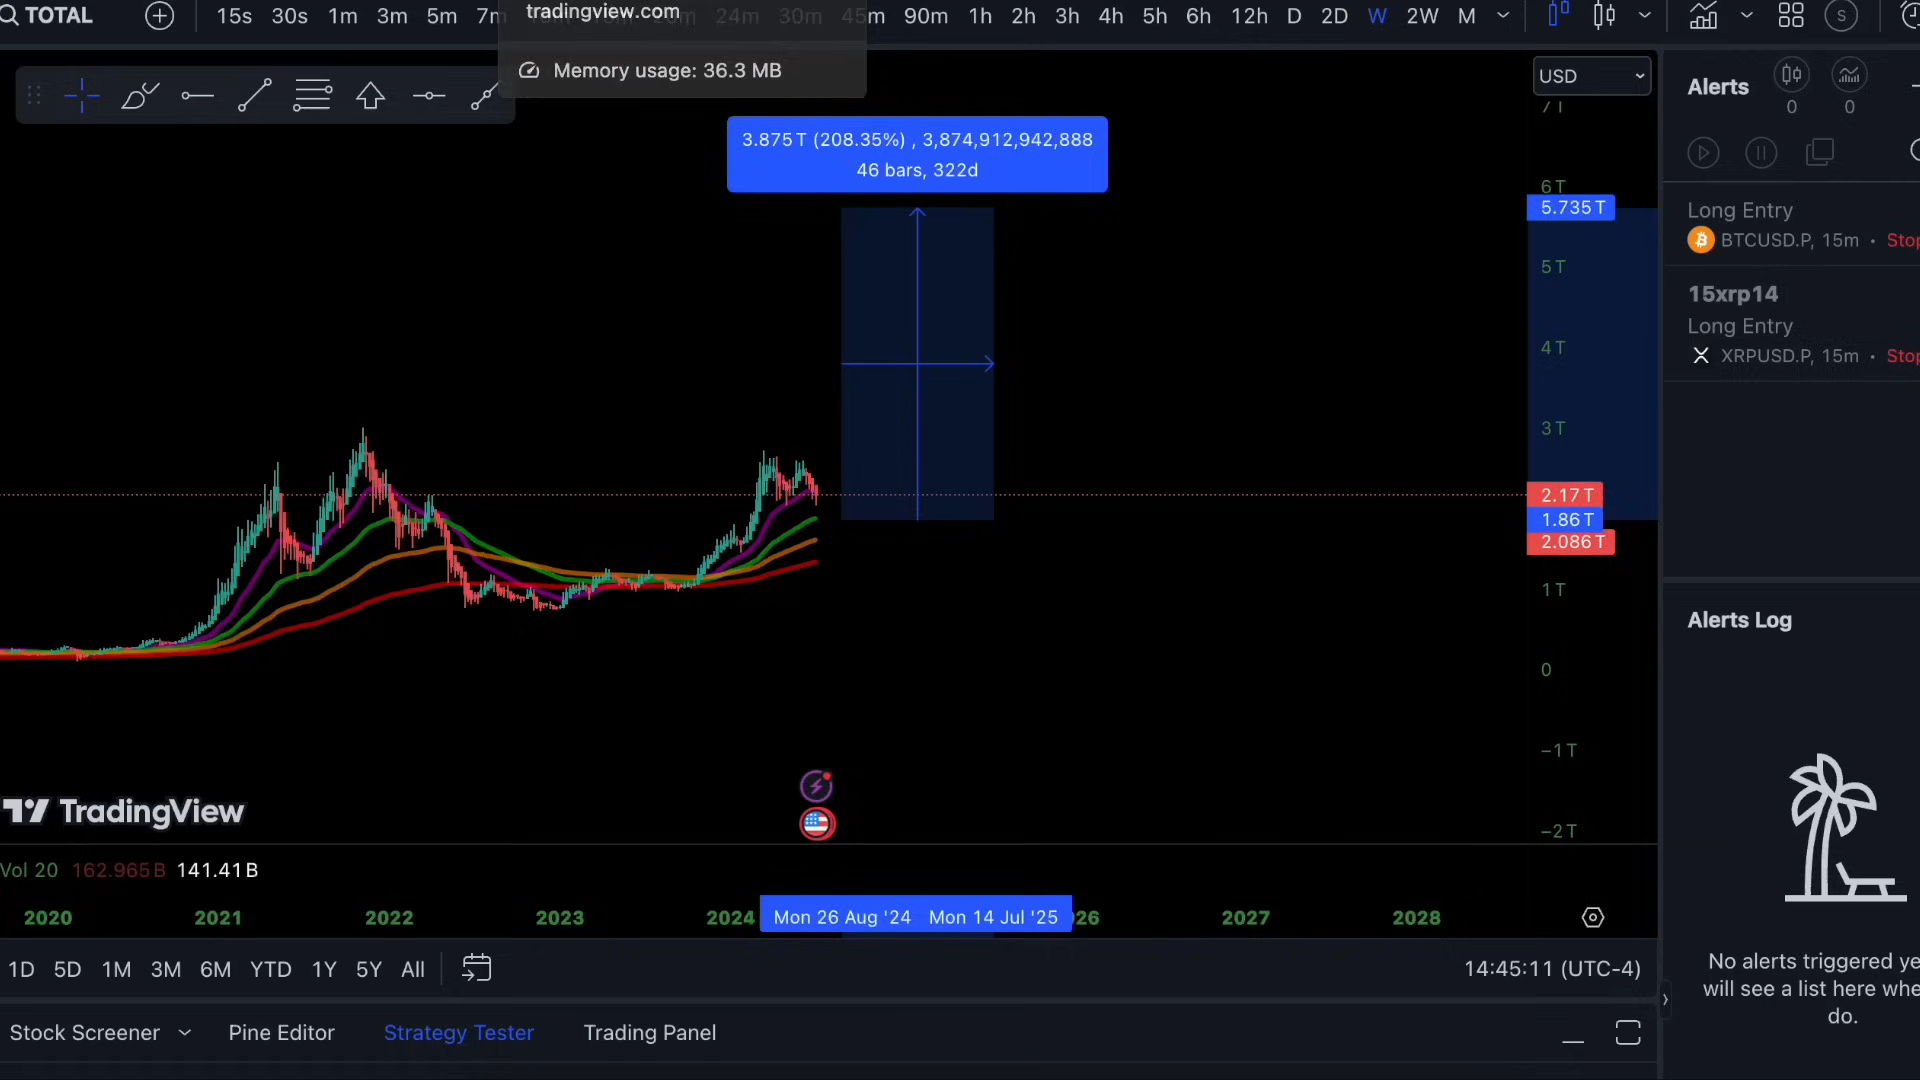 TOTAL
15s 30s 1m 3m 5m 7m 24m 30m 45m 90m 1h 2h 3h 4h 5h 6h 12h D 2D W 2W M
S
tradingview.com
Memory usage: 36.3 MB
USD
7 T
6 T
5.735 T
5 T
4 T
3 T
2.17 T
1.86 T
2.086 T
1 T
0
−1 T
−2 T
3.875 T (208.35%) , 3,874,912,942,888
46 bars, 322d
TradingView
Vol 20 162.965 B 141.41 B
2020 2021 2022 2023 2024 Mon 26 Aug '24 Mon 14 Jul '25 26 2027 2028
1D 5D 1M 3M 6M YTD 1Y 5Y All
14:45:11 (UTC-4)
Stock Screener Pine Editor Strategy Tester Trading Panel
Alerts
0 0
Long Entry
BTCUSD.P, 15m • Stop
15xrp14
Long Entry
XRPUSD.P, 15m • Stop
Alerts Log
No alerts triggered ye
will see a list here whe
do.